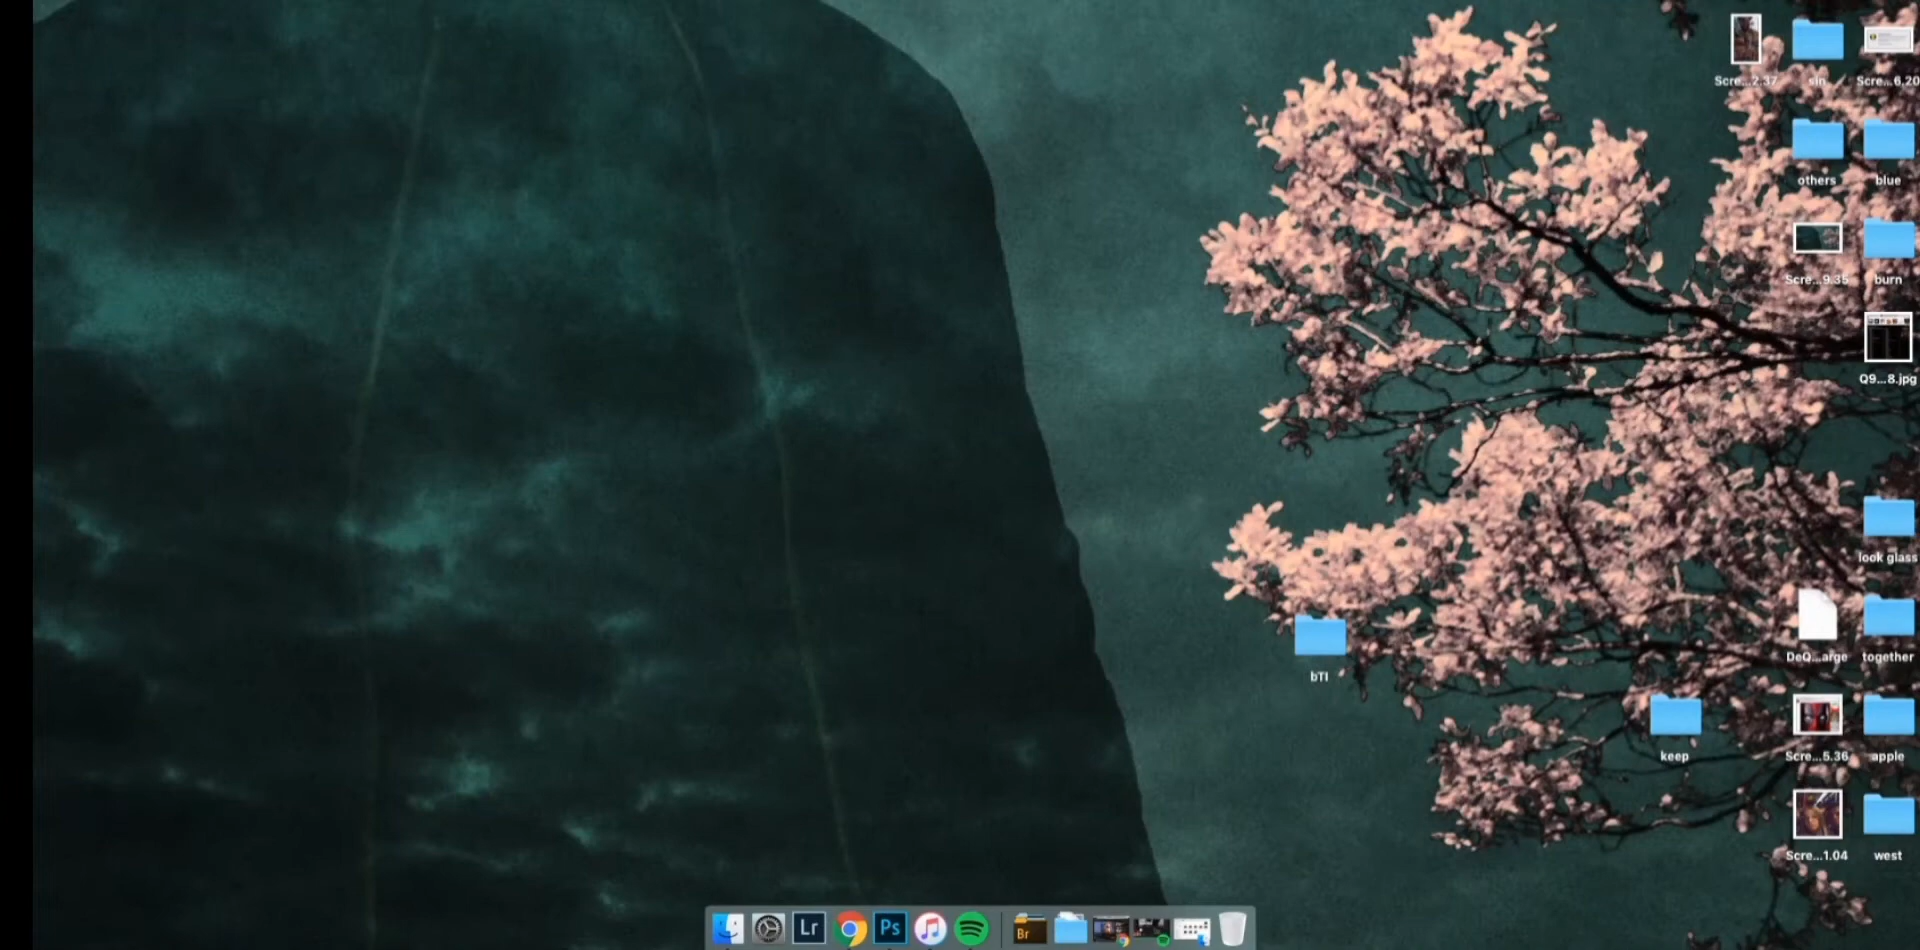 Scre...2.37
sin
Scre...6.20
others
blue
Scre...9.35
burn
Q9...8.jpg
look glass
DeQ...arge
together
bTI
keep
Scre...5.36
apple
Scre...1.04
west
Lr
Ps
Br